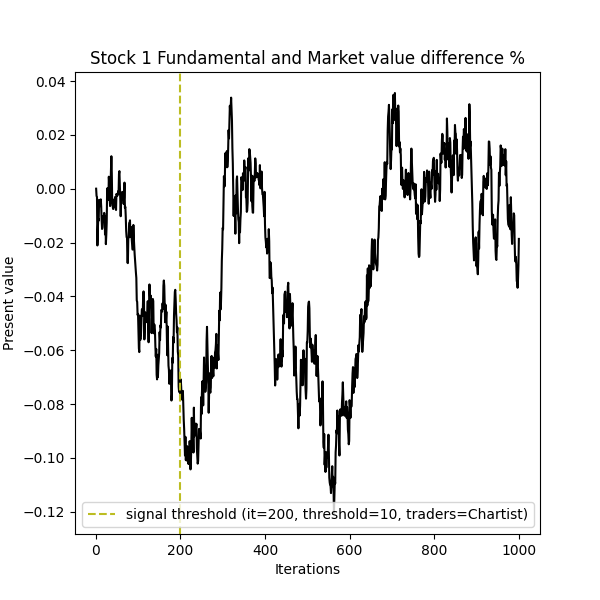 Stock 1 Fundamental and Market value difference %
Present value
0.04
0.02
0.00
−0.02
−0.04
−0.06
−0.08
−0.10
−0.12
signal threshold (it=200, threshold=10, traders=Chartist)
0 200 400 600 800 1000
Iterations